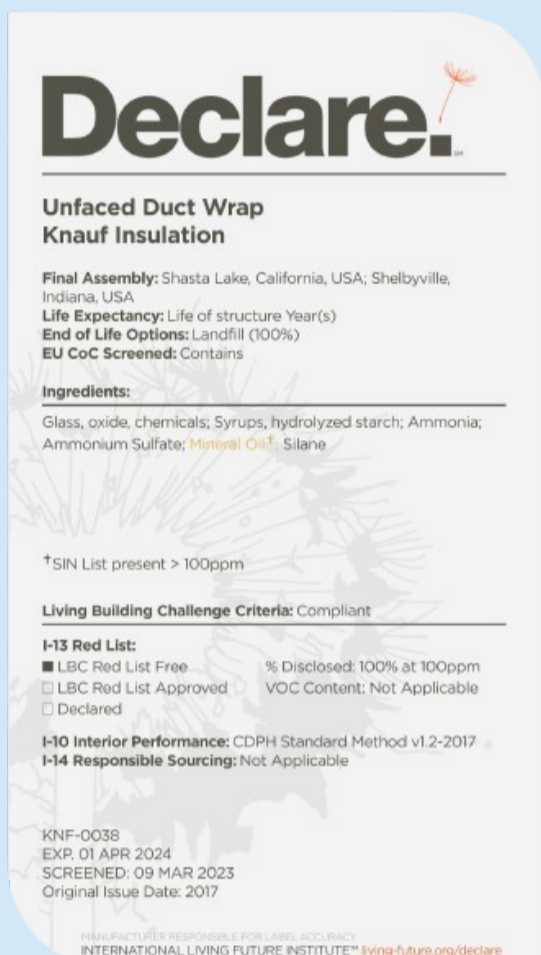 Declare.
Unfaced Duct Wrap
Knauf Insulation
Final Assembly: Shasta Lake, California, USA; Shelbyville,
Indiana, USA
Life Expectancy: Life of structure Year(s)
End of Life Options: Landfill (100%)
EU CoC Screened: Contains
Ingredients:
Glass, oxide, chemicals; Syrups, hydrolyzed starch; Ammonia;
Ammonium Sulfate; Mineral Oil†; Silane
†SIN List present > 100ppm
Living Building Challenge Criteria: Compliant
I-13 Red List:
■ LBC Red List Free % Disclosed: 100% at 100ppm
□ LBC Red List Approved VOC Content: Not Applicable
□ Declared
I-10 Interior Performance: CDPH Standard Method v1.2-2017
I-14 Responsible Sourcing: Not Applicable
KNF-0038
EXP. 01 APR 2024
SCREENED: 09 MAR 2023
Original Issue Date: 2017
MANUFACTURER RESPONSIBLE FOR LABEL ACCURACY
INTERNATIONAL LIVING FUTURE INSTITUTE™ living-future.org/declare